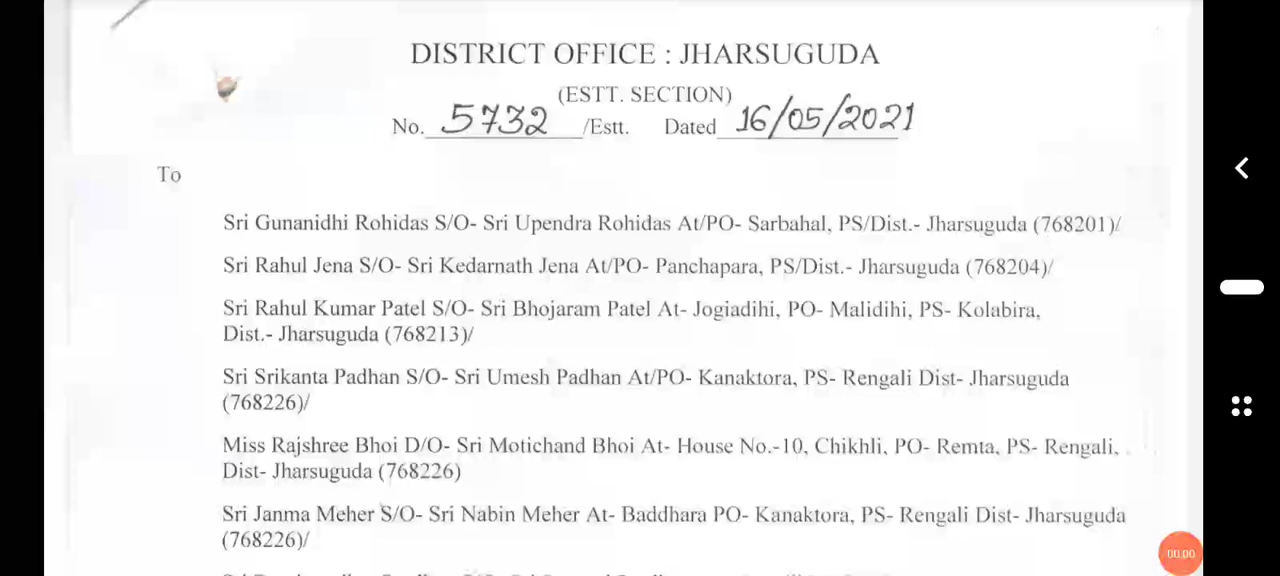 DISTRICT OFFICE : JHARSUGUDA
(ESTT. SECTION)
No. 5732 /Estt. Dated 16/05/2021
To
Sri Gunanidhi Rohidas S/O- Sri Upendra Rohidas At/PO- Sarbahal, PS/Dist.- Jharsuguda (768201)/
Sri Rahul Jena S/O- Sri Kedarnath Jena At/PO- Panchapara, PS/Dist.- Jharsuguda (768204)/
Sri Rahul Kumar Patel S/O- Sri Bhojaram Patel At- Jogiadihi, PO- Malidihi, PS- Kolabira,
Dist.- Jharsuguda (768213)/
Sri Srikanta Padhan S/O- Sri Umesh Padhan At/PO- Kanaktora, PS- Rengali Dist- Jharsuguda
(768226)/
Miss Rajshree Bhoi D/O- Sri Motichand Bhoi At- House No.-10, Chikhli, PO- Remta, PS- Rengali,
Dist- Jharsuguda (768226)
Sri Janma Meher S/O- Sri Nabin Meher At- Baddhara PO- Kanaktora, PS- Rengali Dist- Jharsuguda
(768226)/
00:00